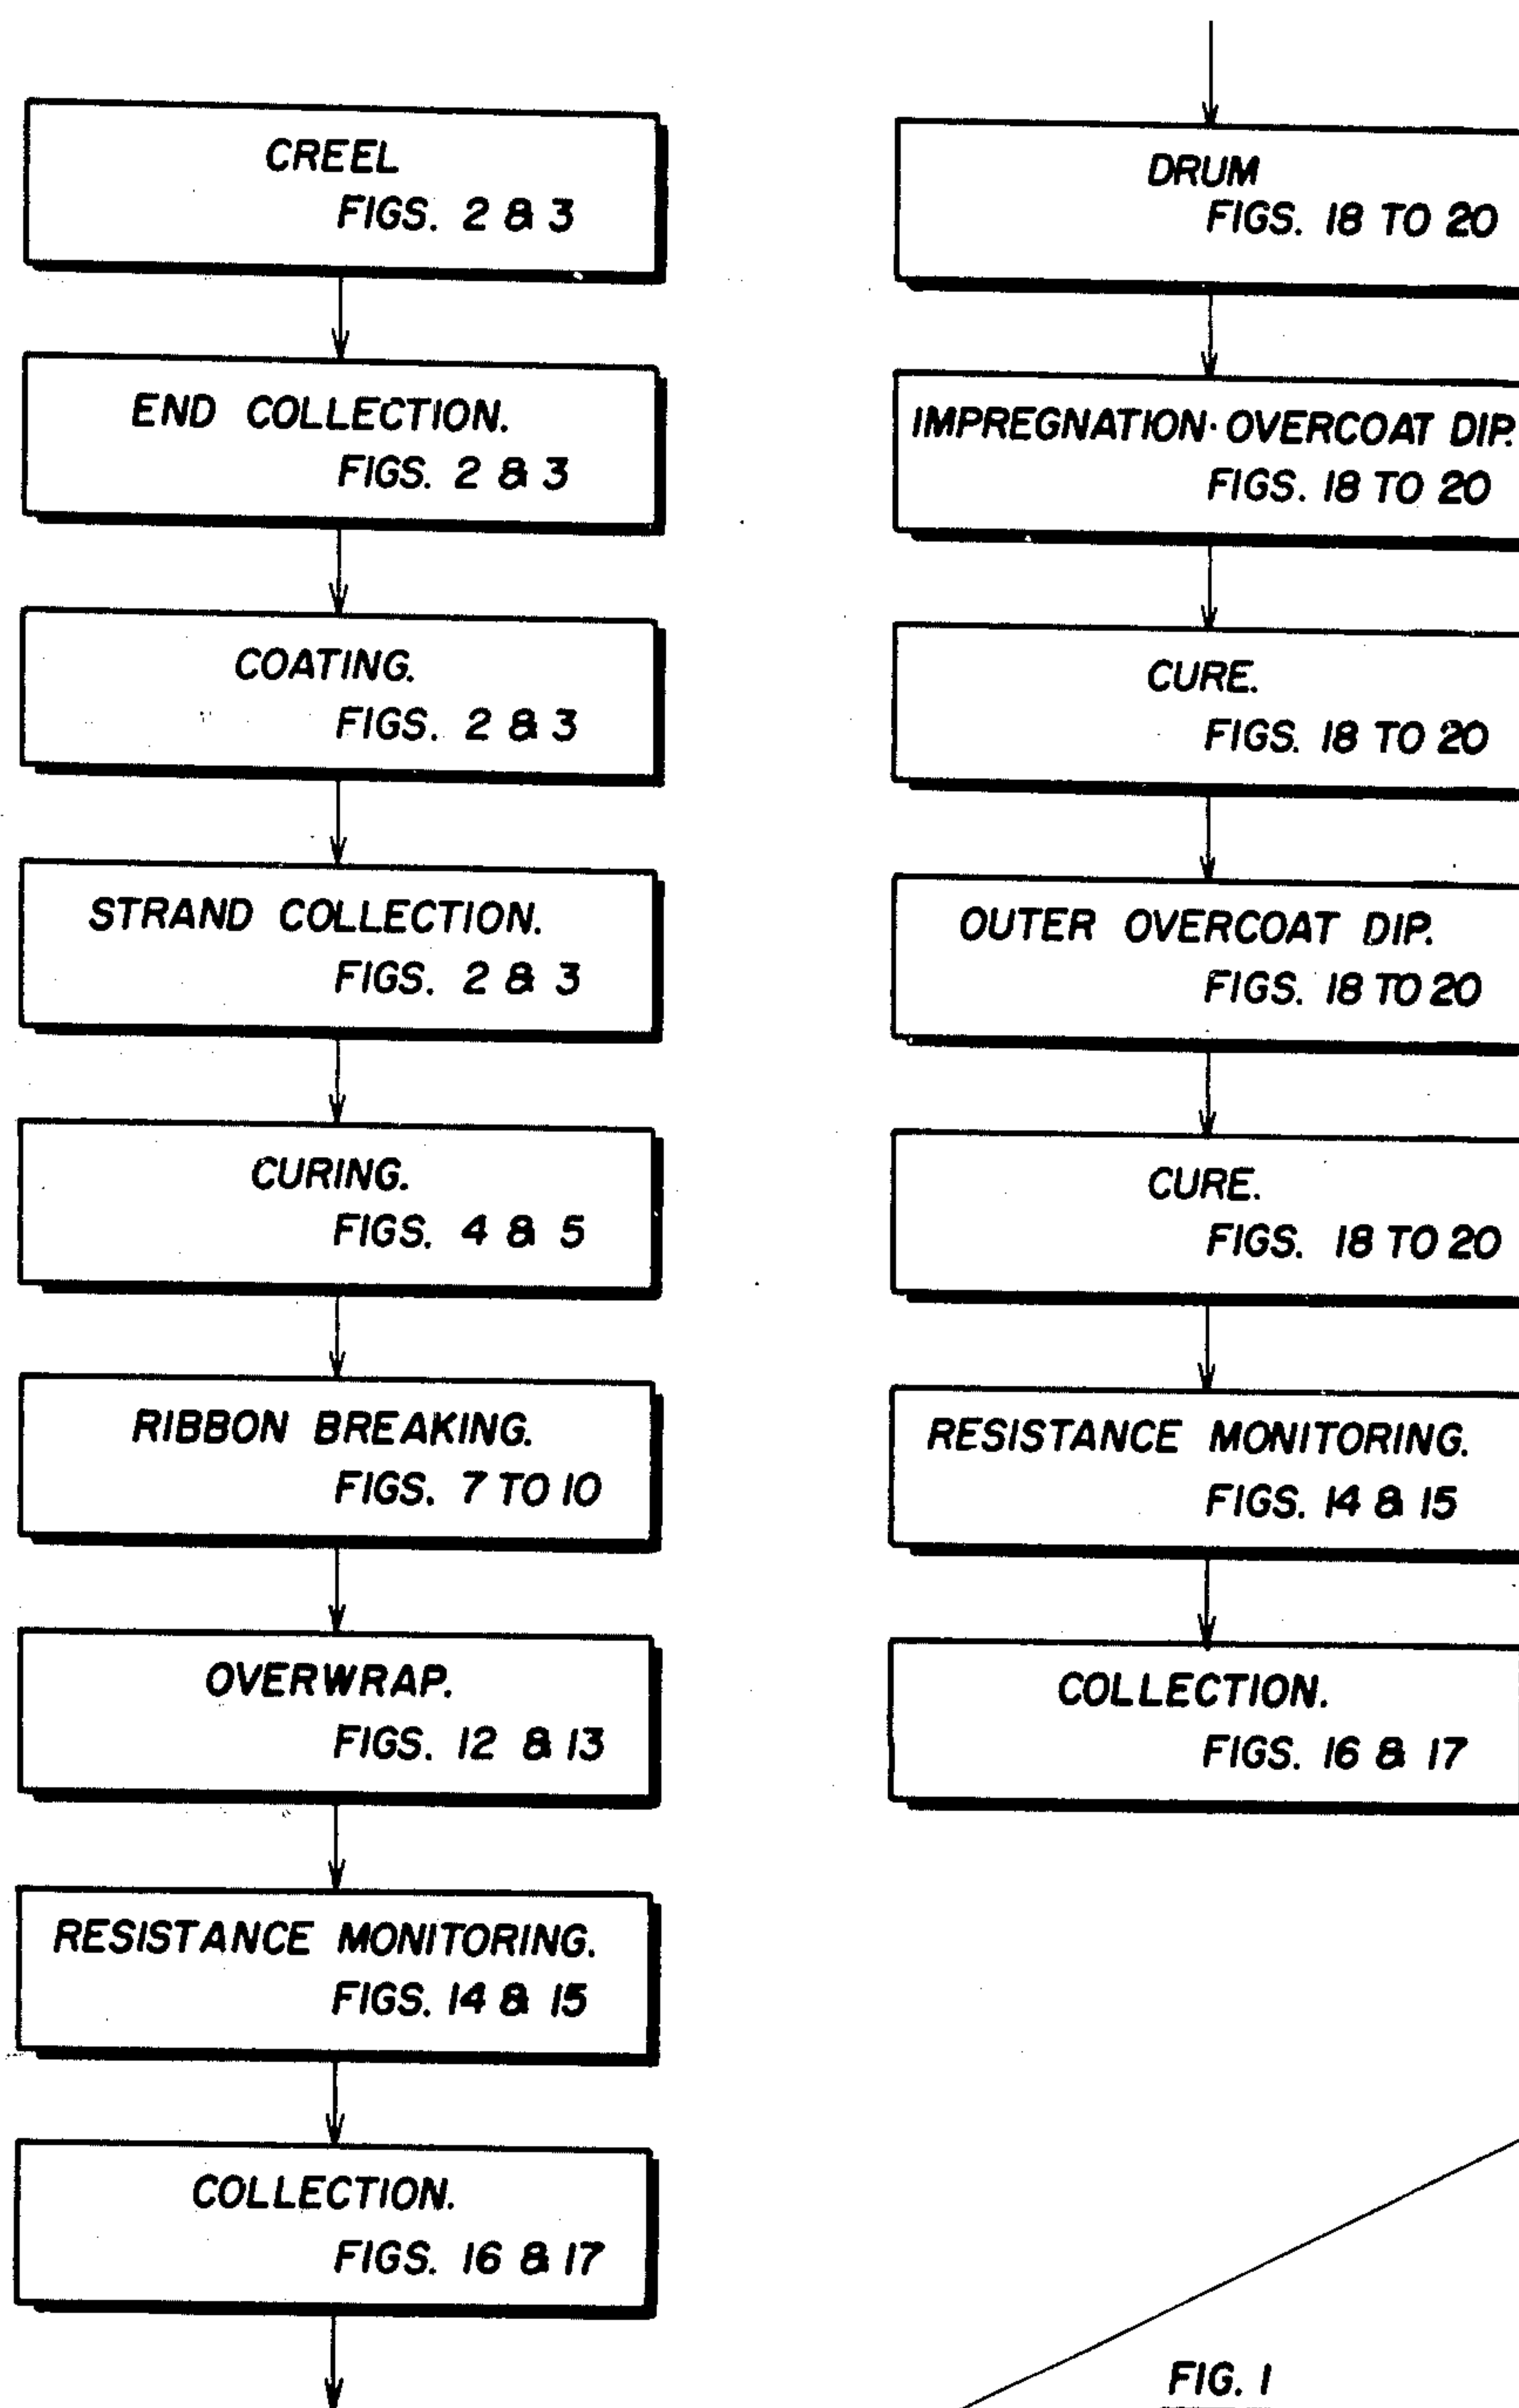 CREEL
FIGS. 2 & 3
END COLLECTION.
FIGS. 2 & 3
COATING.
FIGS. 2 & 3
STRAND COLLECTION.
FIGS. 2 & 3
CURING.
FIGS. 4 & 5
RIBBON BREAKING.
FIGS. 7 TO 10
OVERWRAP.
FIGS. 12 & 13
RESISTANCE MONITORING.
FIGS. 14 & 15
COLLECTION.
FIGS. 16 & 17
DRUM
FIGS. 18 TO 20
IMPREGNATION·OVERCOAT DIP.
FIGS. 18 TO 20
CURE.
FIGS. 18 TO 20
OUTER OVERCOAT DIP.
FIGS. 18 TO 20
CURE.
FIGS. 18 TO 20
RESISTANCE MONITORING.
FIGS. 14 & 15
COLLECTION.
FIGS. 16 & 17
FIG. 1